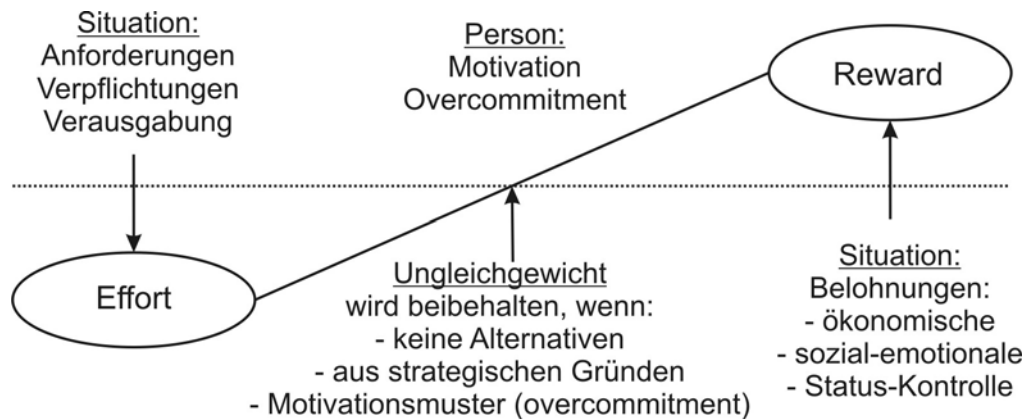 Situation:
Anforderungen
Verpflichtungen
Verausgabung
Person:
Motivation
Overcommitment
Reward
Effort
Ungleichgewicht
wird beibehalten, wenn:
- keine Alternativen
- aus strategischen Gründen
- Motivationsmuster (overcommitment)
Situation:
Belohnungen:
- ökonomische
- sozial-emotionale
- Status-Kontrolle